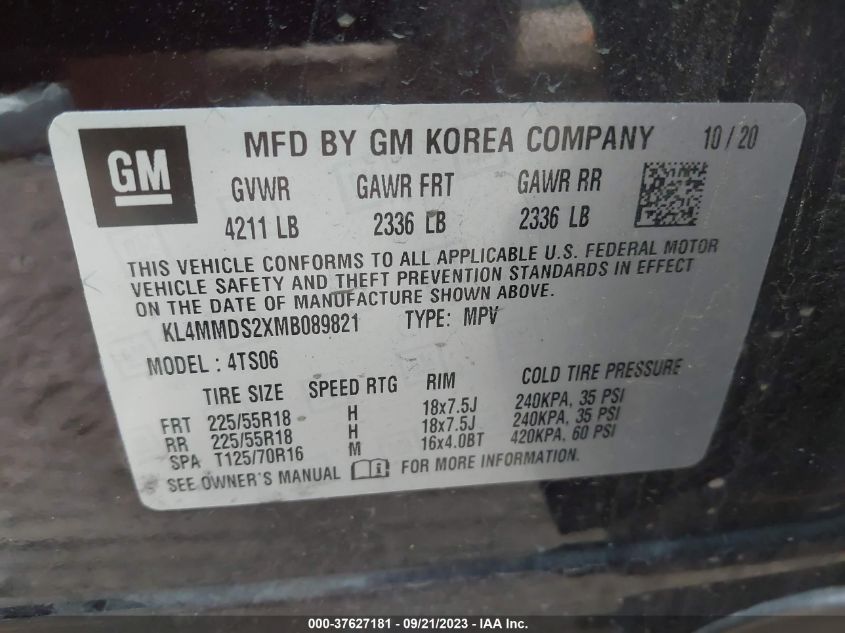 GM
MFD BY GM KOREA COMPANY 10/20
GVWR GAWR FRT GAWR RR
4211 LB 2336 LB 2336 LB
THIS VEHICLE CONFORMS TO ALL APPLICABLE U.S. FEDERAL MOTOR
VEHICLE SAFETY AND THEFT PREVENTION STANDARDS IN EFFECT
ON THE DATE OF MANUFACTURE SHOWN ABOVE.
KL4MMDS2XMB089821 TYPE: MPV
MODEL : 4TS06
TIRE SIZE SPEED RTG RIM COLD TIRE PRESSURE
FRT 225/55R18 H 18x7.5J 240KPA, 35 PSI
RR 225/55R18 H 18x7.5J 240KPA, 35 PSI
SPA T125/70R16 M 16x4.0BT 420KPA, 60 PSI
SEE OWNER'S MANUAL i FOR MORE INFORMATION.
000-37627181 - 09/21/2023 - IAA Inc.